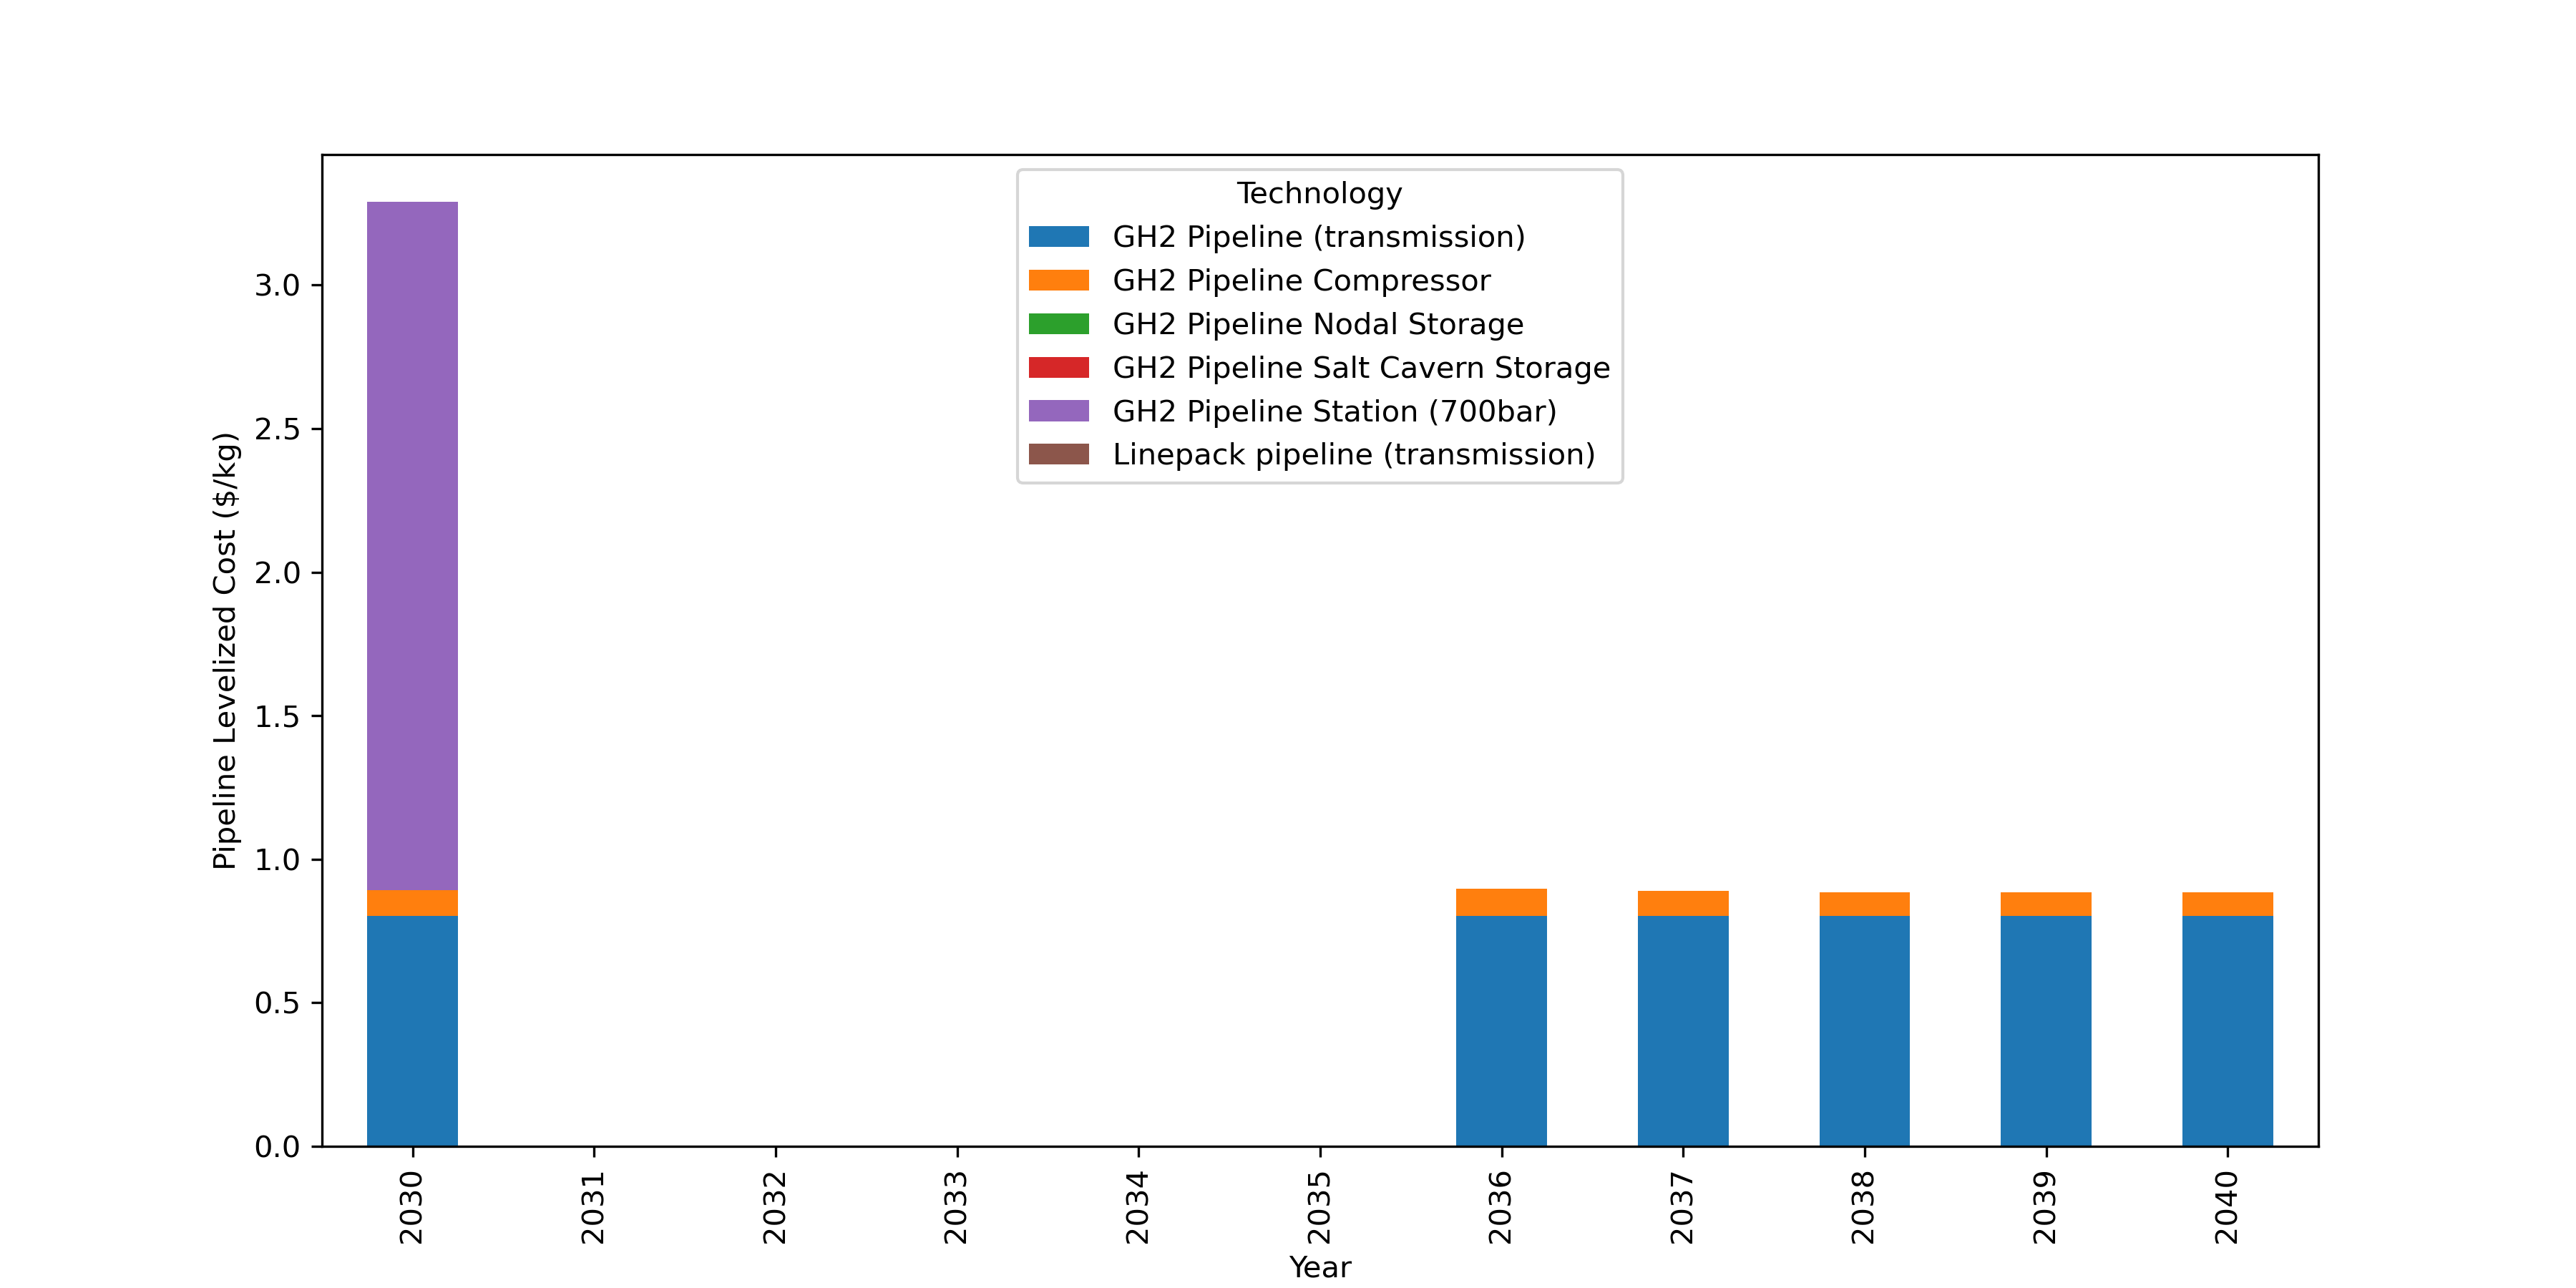 Technology
GH2 Pipeline (transmission)
GH2 Pipeline Compressor
GH2 Pipeline Nodal Storage
GH2 Pipeline Salt Cavern Storage
GH2 Pipeline Station (700bar)
Linepack pipeline (transmission)
Pipeline Levelized Cost ($/kg)
3.0
2.5
2.0
1.5
1.0
0.5
0.0
2030
2031
2032
2033
2034
2035
2036
2037
2038
2039
2040
Year